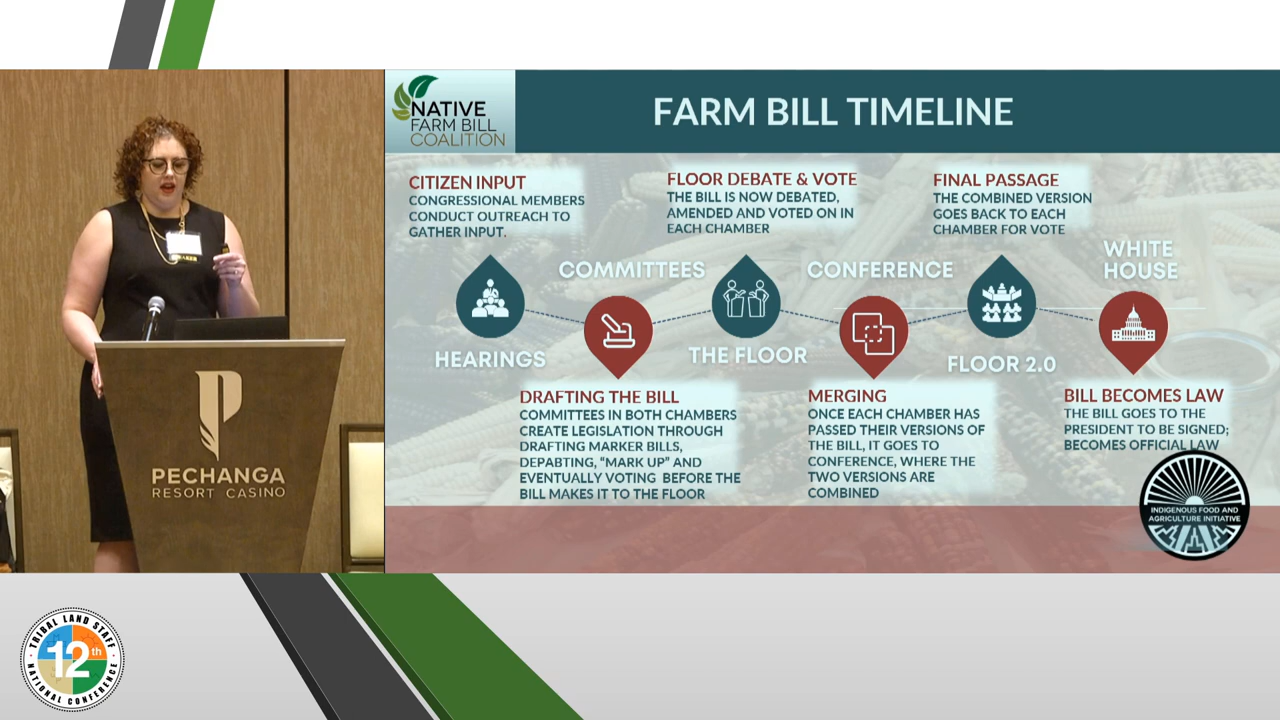 NATIVE
FARM BILL
COALITION
FARM BILL TIMELINE
CITIZEN INPUT
CONGRESSIONAL MEMBERS
CONDUCT OUTREACH TO
GATHER INPUT.
FLOOR DEBATE & VOTE
THE BILL IS NOW DEBATED,
AMENDED AND VOTED ON IN
EACH CHAMBER
FINAL PASSAGE
THE COMBINED VERSION
GOES BACK TO EACH
CHAMBER FOR VOTE
COMMITTEES
CONFERENCE
WHITE
HOUSE
HEARINGS
THE FLOOR
FLOOR 2.0
DRAFTING THE BILL
COMMITTEES IN BOTH CHAMBERS
CREATE LEGISLATION THROUGH
DRAFTING MARKER BILLS,
DEPABTING, “MARK UP” AND
EVENTUALLY VOTING BEFORE THE
BILL MAKES IT TO THE FLOOR
MERGING
ONCE EACH CHAMBER HAS
PASSED THEIR VERSIONS OF
THE BILL, IT GOES TO
CONFERENCE, WHERE THE
TWO VERSIONS ARE
COMBINED
BILL BECOMES LAW
THE BILL GOES TO THE
PRESIDENT TO BE SIGNED;
BECOMES OFFICIAL LAW
INDIGENOUS FOOD AND
AGRICULTURE INITIATIVE
PECHANGA
RESORT CASINO
TRIBAL LAND STAFF
12th
NATIONAL CONFERENCE